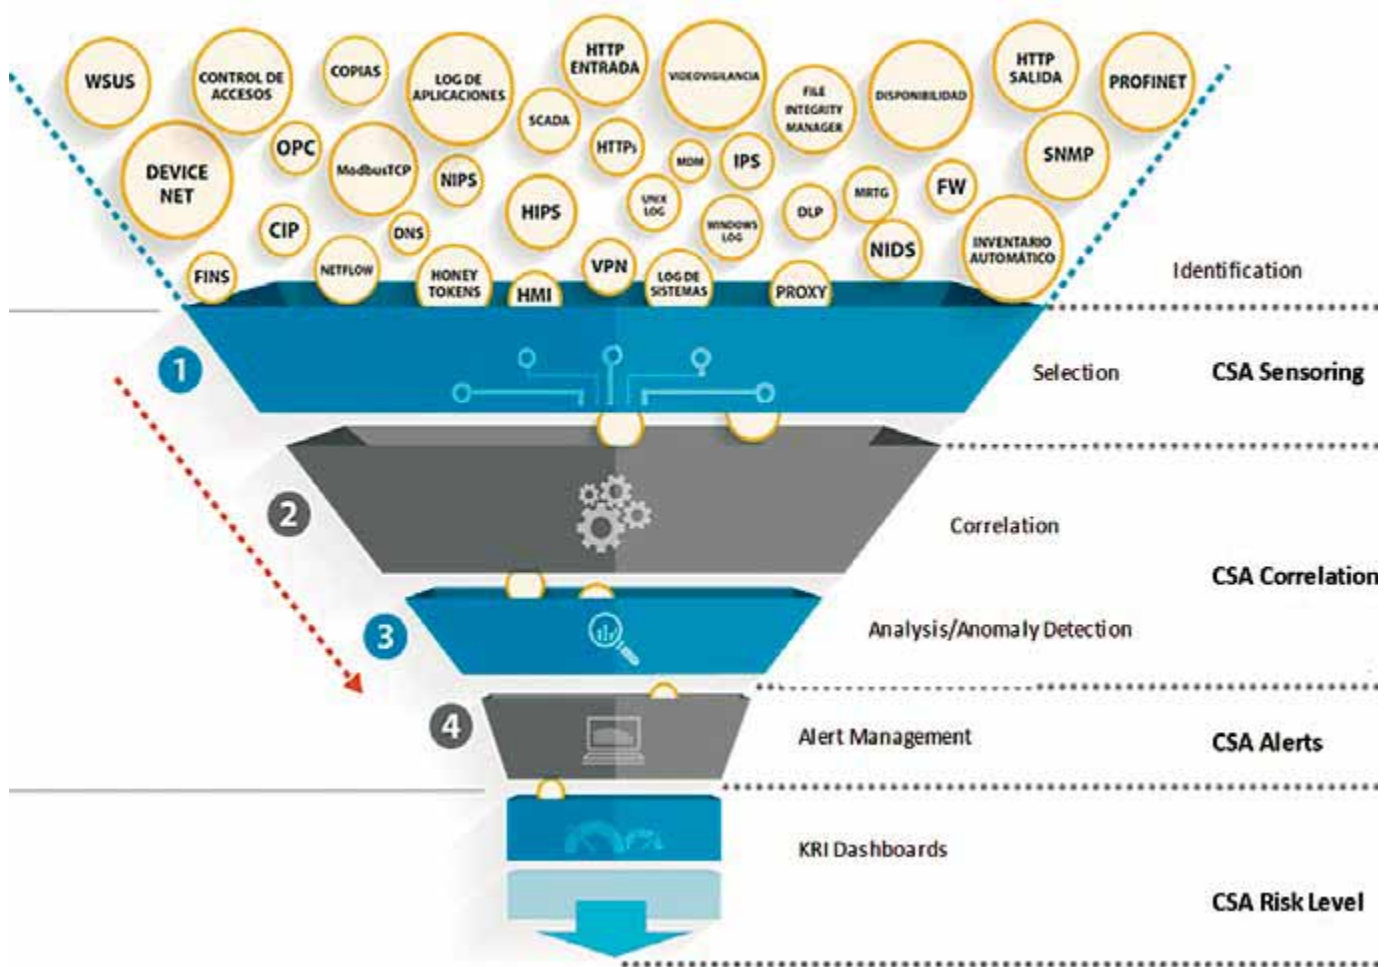 WSUS
CONTROL DE
ACCESOS
COPIAS
LOG DE
APLICACIONES
HTTP
ENTRADA
VIDEOVIGILANCIA
HTTP
SALIDA
PROFINET
SCADA
FILE
INTEGRITY
MANAGER
DISPONIBILIDAD
DEVICE
NET
OPC
ModbusTCP
NIPS
HTTPs
MDM
IPS
SNMP
CIP
DNS
HIPS
UNIX
LOG
WINDOWS
LOG
DLP
MRTG
FW
NIDS
INVENTARIO
AUTOMÁTICO
FINS
NETFLOW
HONEY
TOKENS
HMI
VPN
LOG DE
SISTEMAS
PROXY
Identification
1
Selection
CSA Sensoring
2
Correlation
CSA Correlation
3
Analysis/Anomaly Detection
4
Alert Management
CSA Alerts
KRI Dashboards
CSA Risk Level